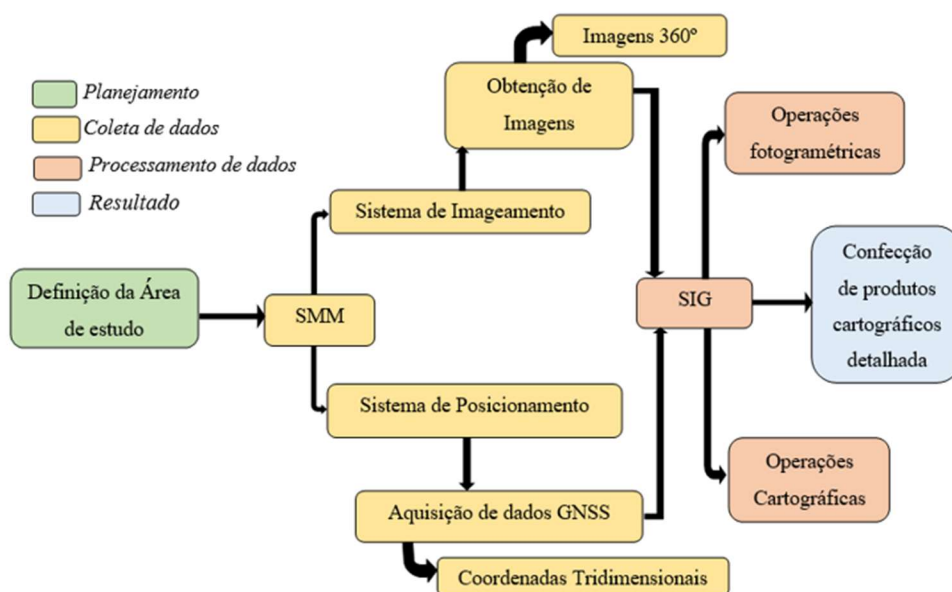 Planejamento
Coleta de dados
Processamento de dados
Resultado
Definição da Área
de estudo
SMM
Sistema de Imageamento
Obtenção de
Imagens
Imagens 360º
Sistema de Posicionamento
Aquisição de dados GNSS
Coordenadas Tridimensionais
SIG
Operações
fotogramétricas
Confecção
de produtos
cartográficos
detalhada
Operações
Cartográficas